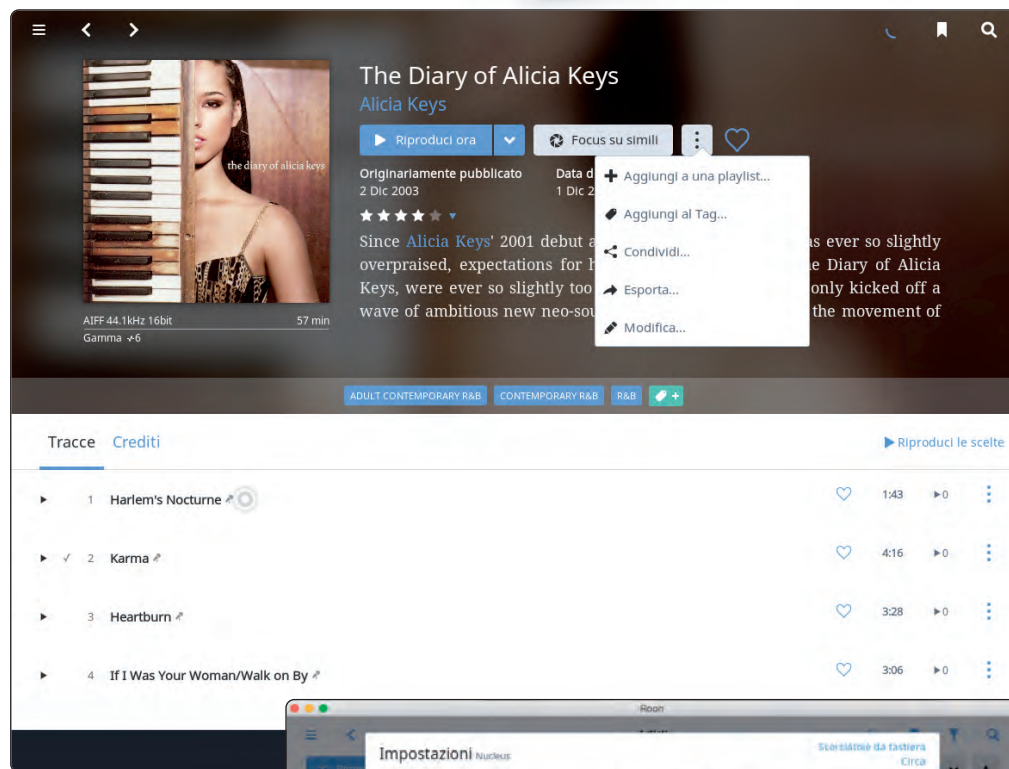 The Diary of Alicia Keys
Alicia Keys
Riproduci ora
Focus su simili
the diary of alicia keys
Originariamente pubblicato
Data d
2 Dic 2003
1 Dic 2
Aggiungi a una playlist...
Aggiungi al Tag...
Condividi...
Esporta...
Modifica...
Since Alicia Keys' 2001 debut a as ever so slightly
overpraised, expectations for h e Diary of Alicia
Keys, were ever so slightly too only kicked off a
wave of ambitious new neo-sou the movement of
AIFF 44.1kHz 16bit 57 min
Gamma +6
ADULT CONTEMPORARY R&B CONTEMPORARY R&B R&B +
Tracce Crediti Riproduci le scelte
1 Harlem's Nocturne 1:43 0
2 Karma 4:16 0
3 Heartburn 3:28 0
4 If I Was Your Woman/Walk on By 3:06 0
Roon
Impostazioni Nucleus
da tastiera
Circa